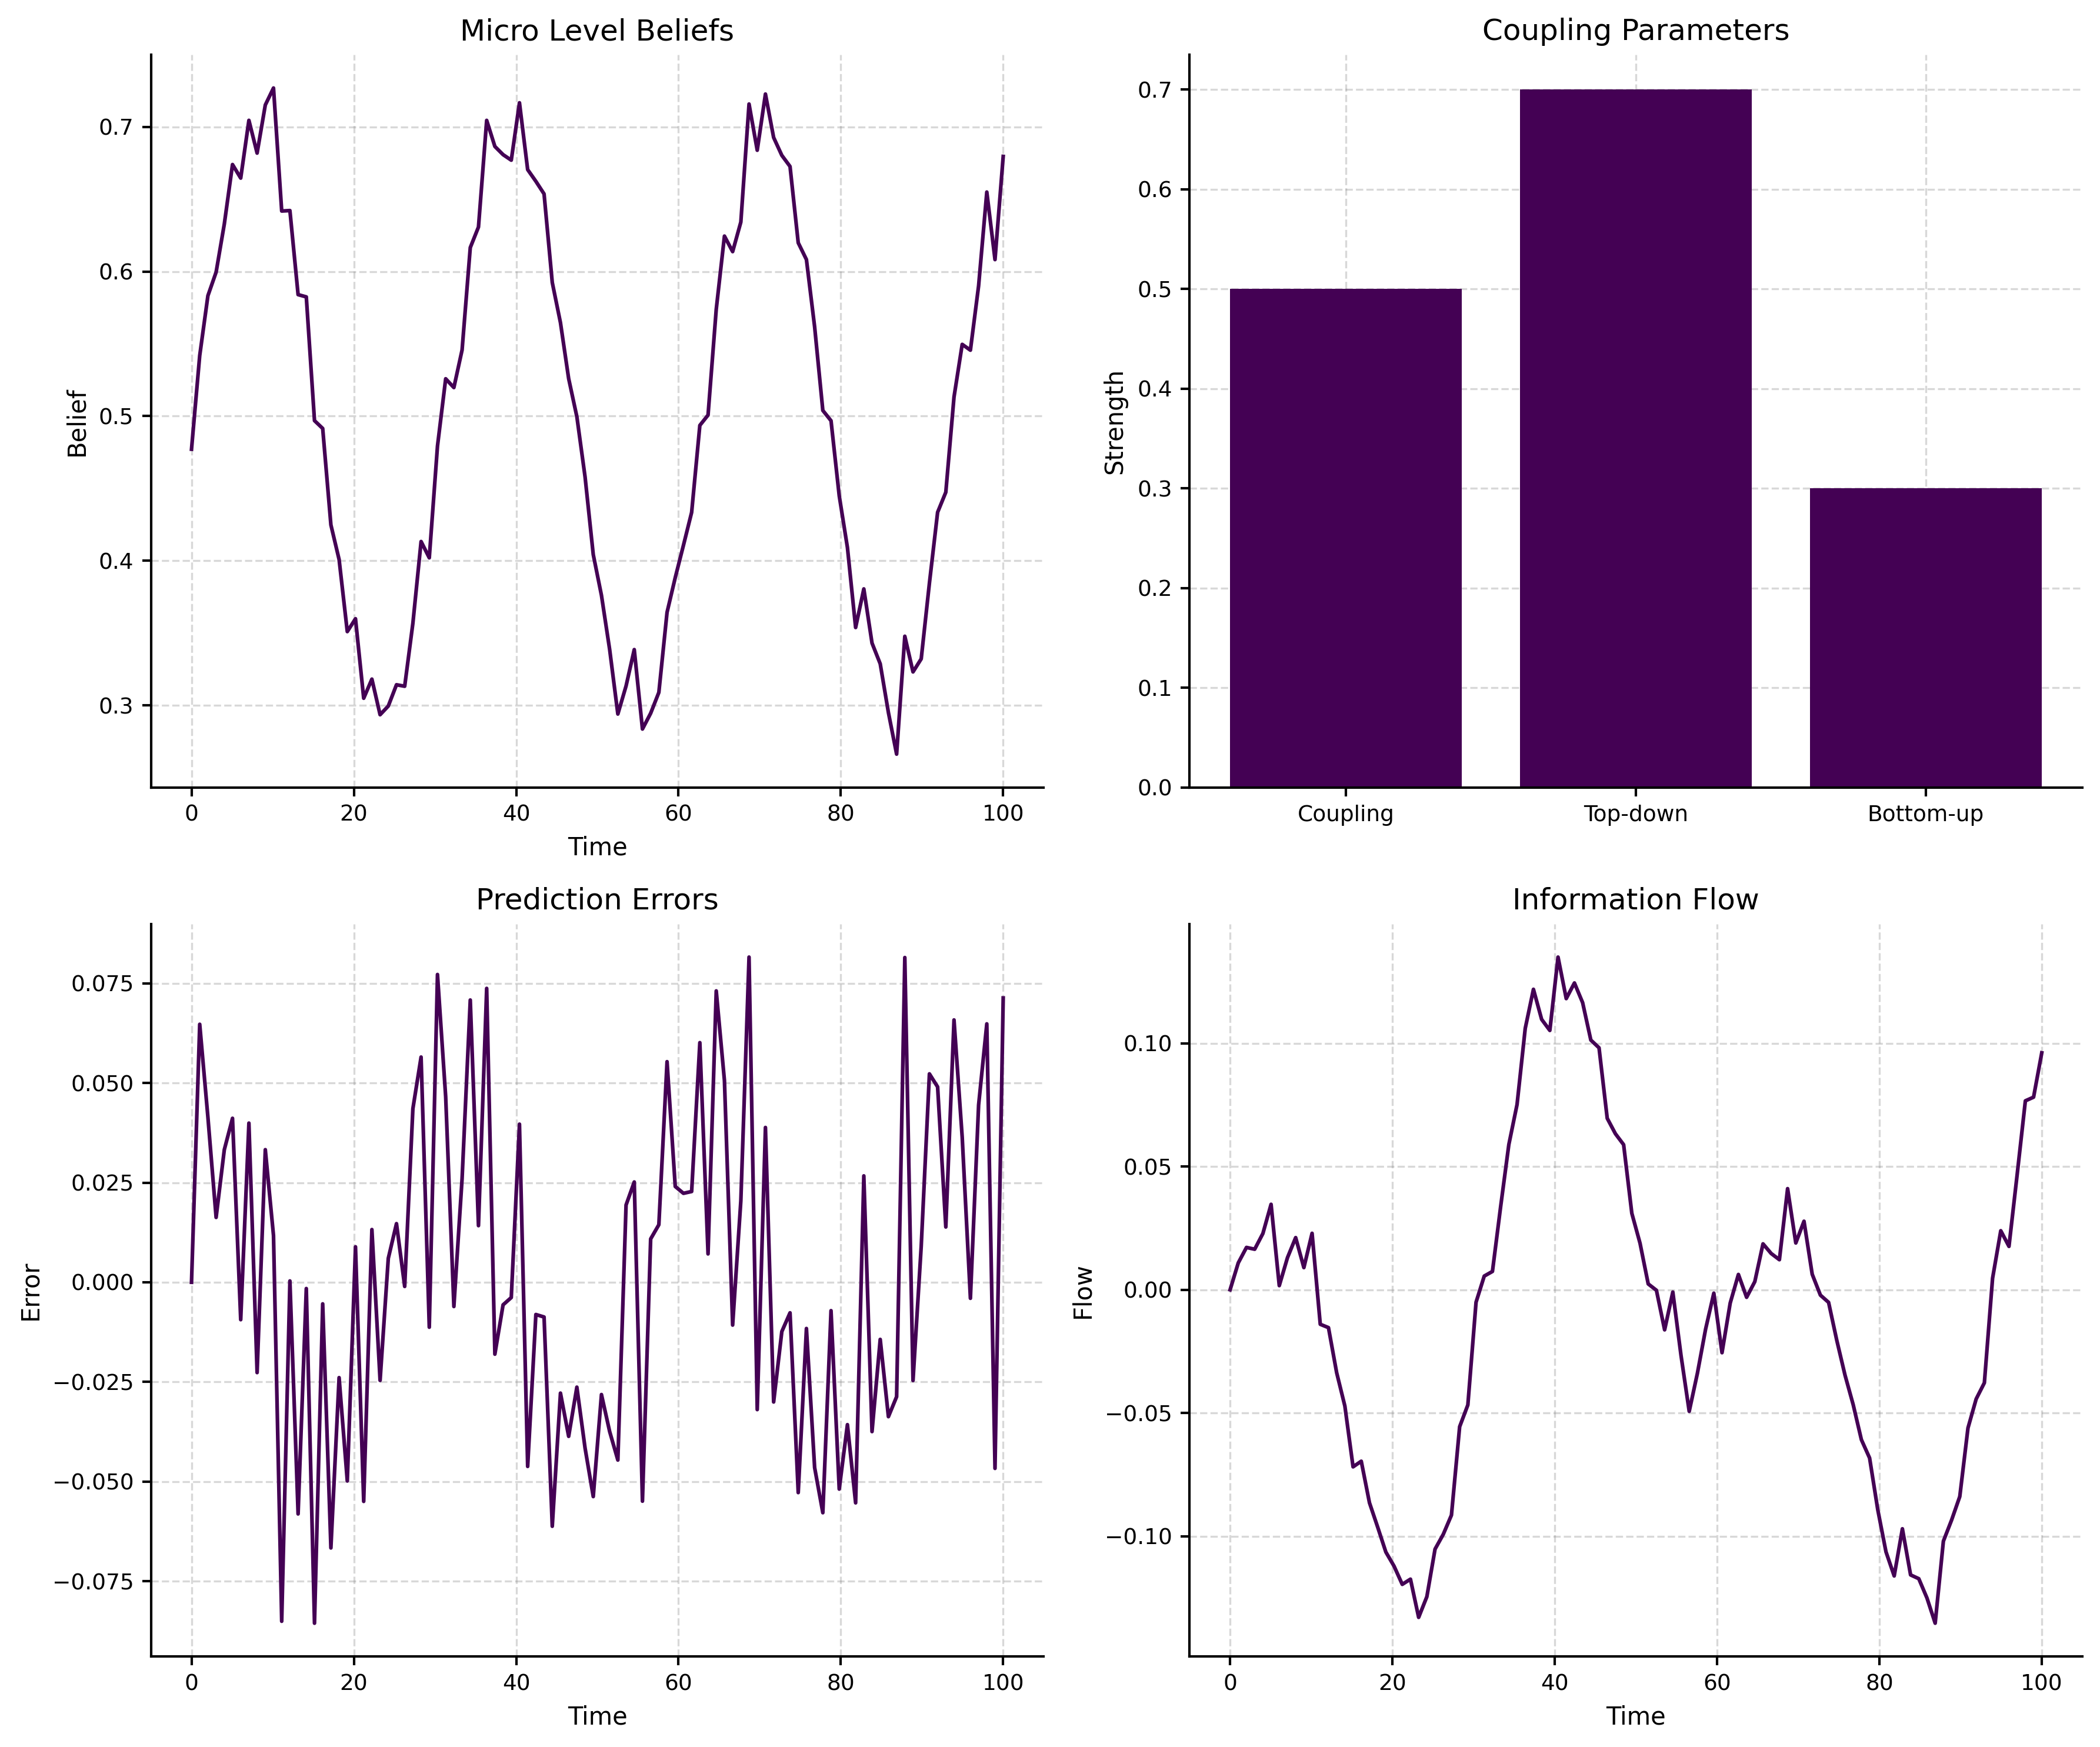 Micro Level Beliefs
Belief
0.7
0.6
0.5
0.4
0.3
0 20 40 60 80 100
Time
Coupling Parameters
Strength
0.7
0.6
0.5
0.4
0.3
0.2
0.1
0.0
Coupling Top-down Bottom-up
Prediction Errors
Error
0.075
0.050
0.025
0.000
−0.025
−0.050
−0.075
0 20 40 60 80 100
Time
Information Flow
Flow
0.10
0.05
0.00
−0.05
−0.10
0 20 40 60 80 100
Time